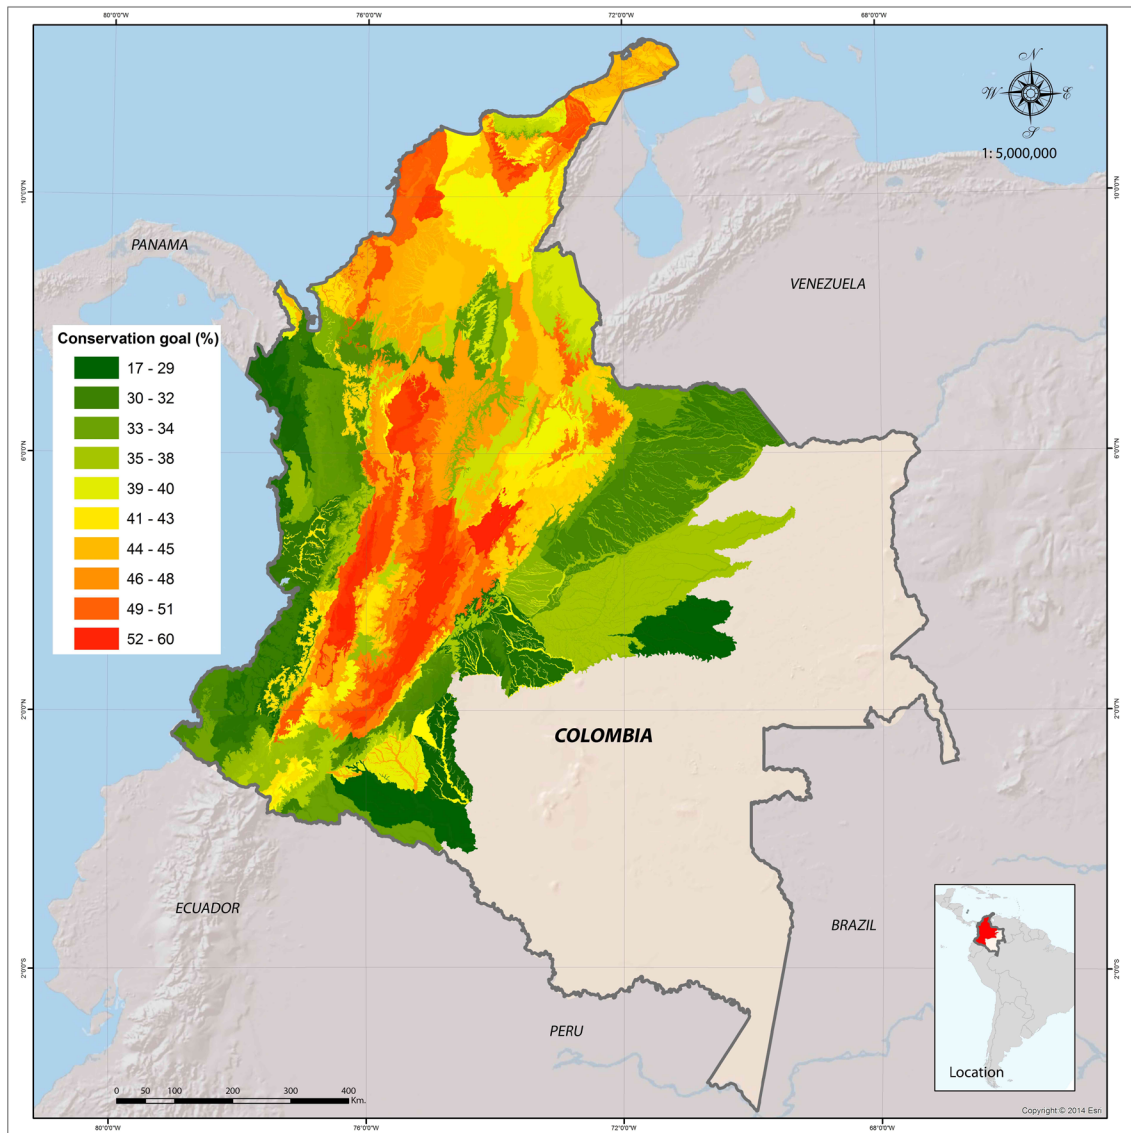 80°0'0"W
76°0'0"W
72°0'0"W
68°0'0"W
N
W
E
S
1: 5,000,000
10°0'0"N
10°0'0"N
PANAMA
VENEZUELA
Conservation goal (%)
17 - 29
30 - 32
33 - 34
35 - 38
39 - 40
41 - 43
44 - 45
46 - 48
49 - 51
52 - 60
6°0'0"N
6°0'0"N
2°0'0"N
2°0'0"N
COLOMBIA
ECUADOR
BRAZIL
2°0'0"S
2°0'0"S
PERU
Location
0 50 100 200 300 400
Km.
Copyright © 2014 Esri
80°0'0"W
76°0'0"W
72°0'0"W
68°0'0"W